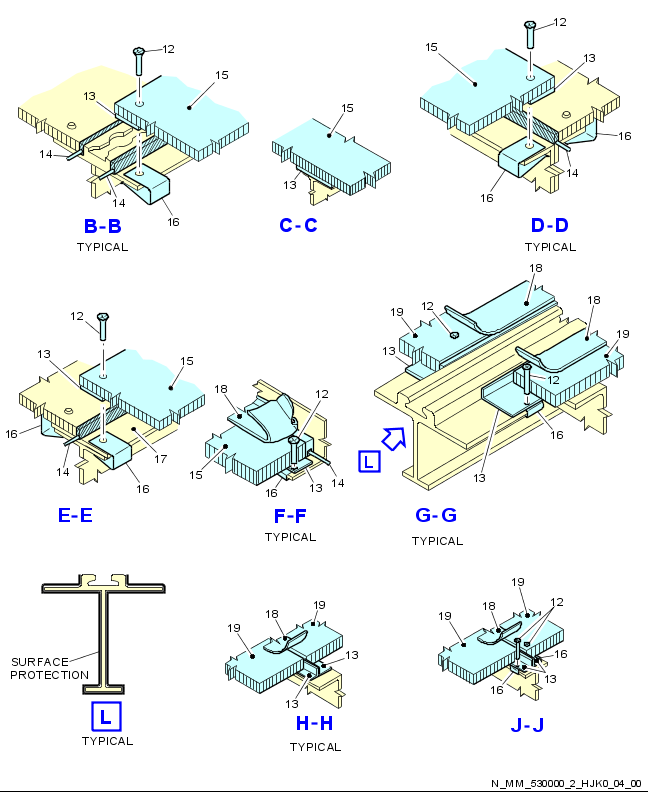 12
15
13
14
14
16
B-B
TYPICAL
15
13
C-C
12
15
13
16
14
16
D-D
TYPICAL
12
13
15
16
14
17
16
E-E
18
12
15
16
13
14
F-F
TYPICAL
18
12
19
13
18
19
12
16
13
L
G-G
TYPICAL
SURFACE
PROTECTION
L
TYPICAL
19
18
19
13
13
H-H
TYPICAL
19
12
18
19
16
13
16
J-J
N_MM_530000_2_HJK0_04_00